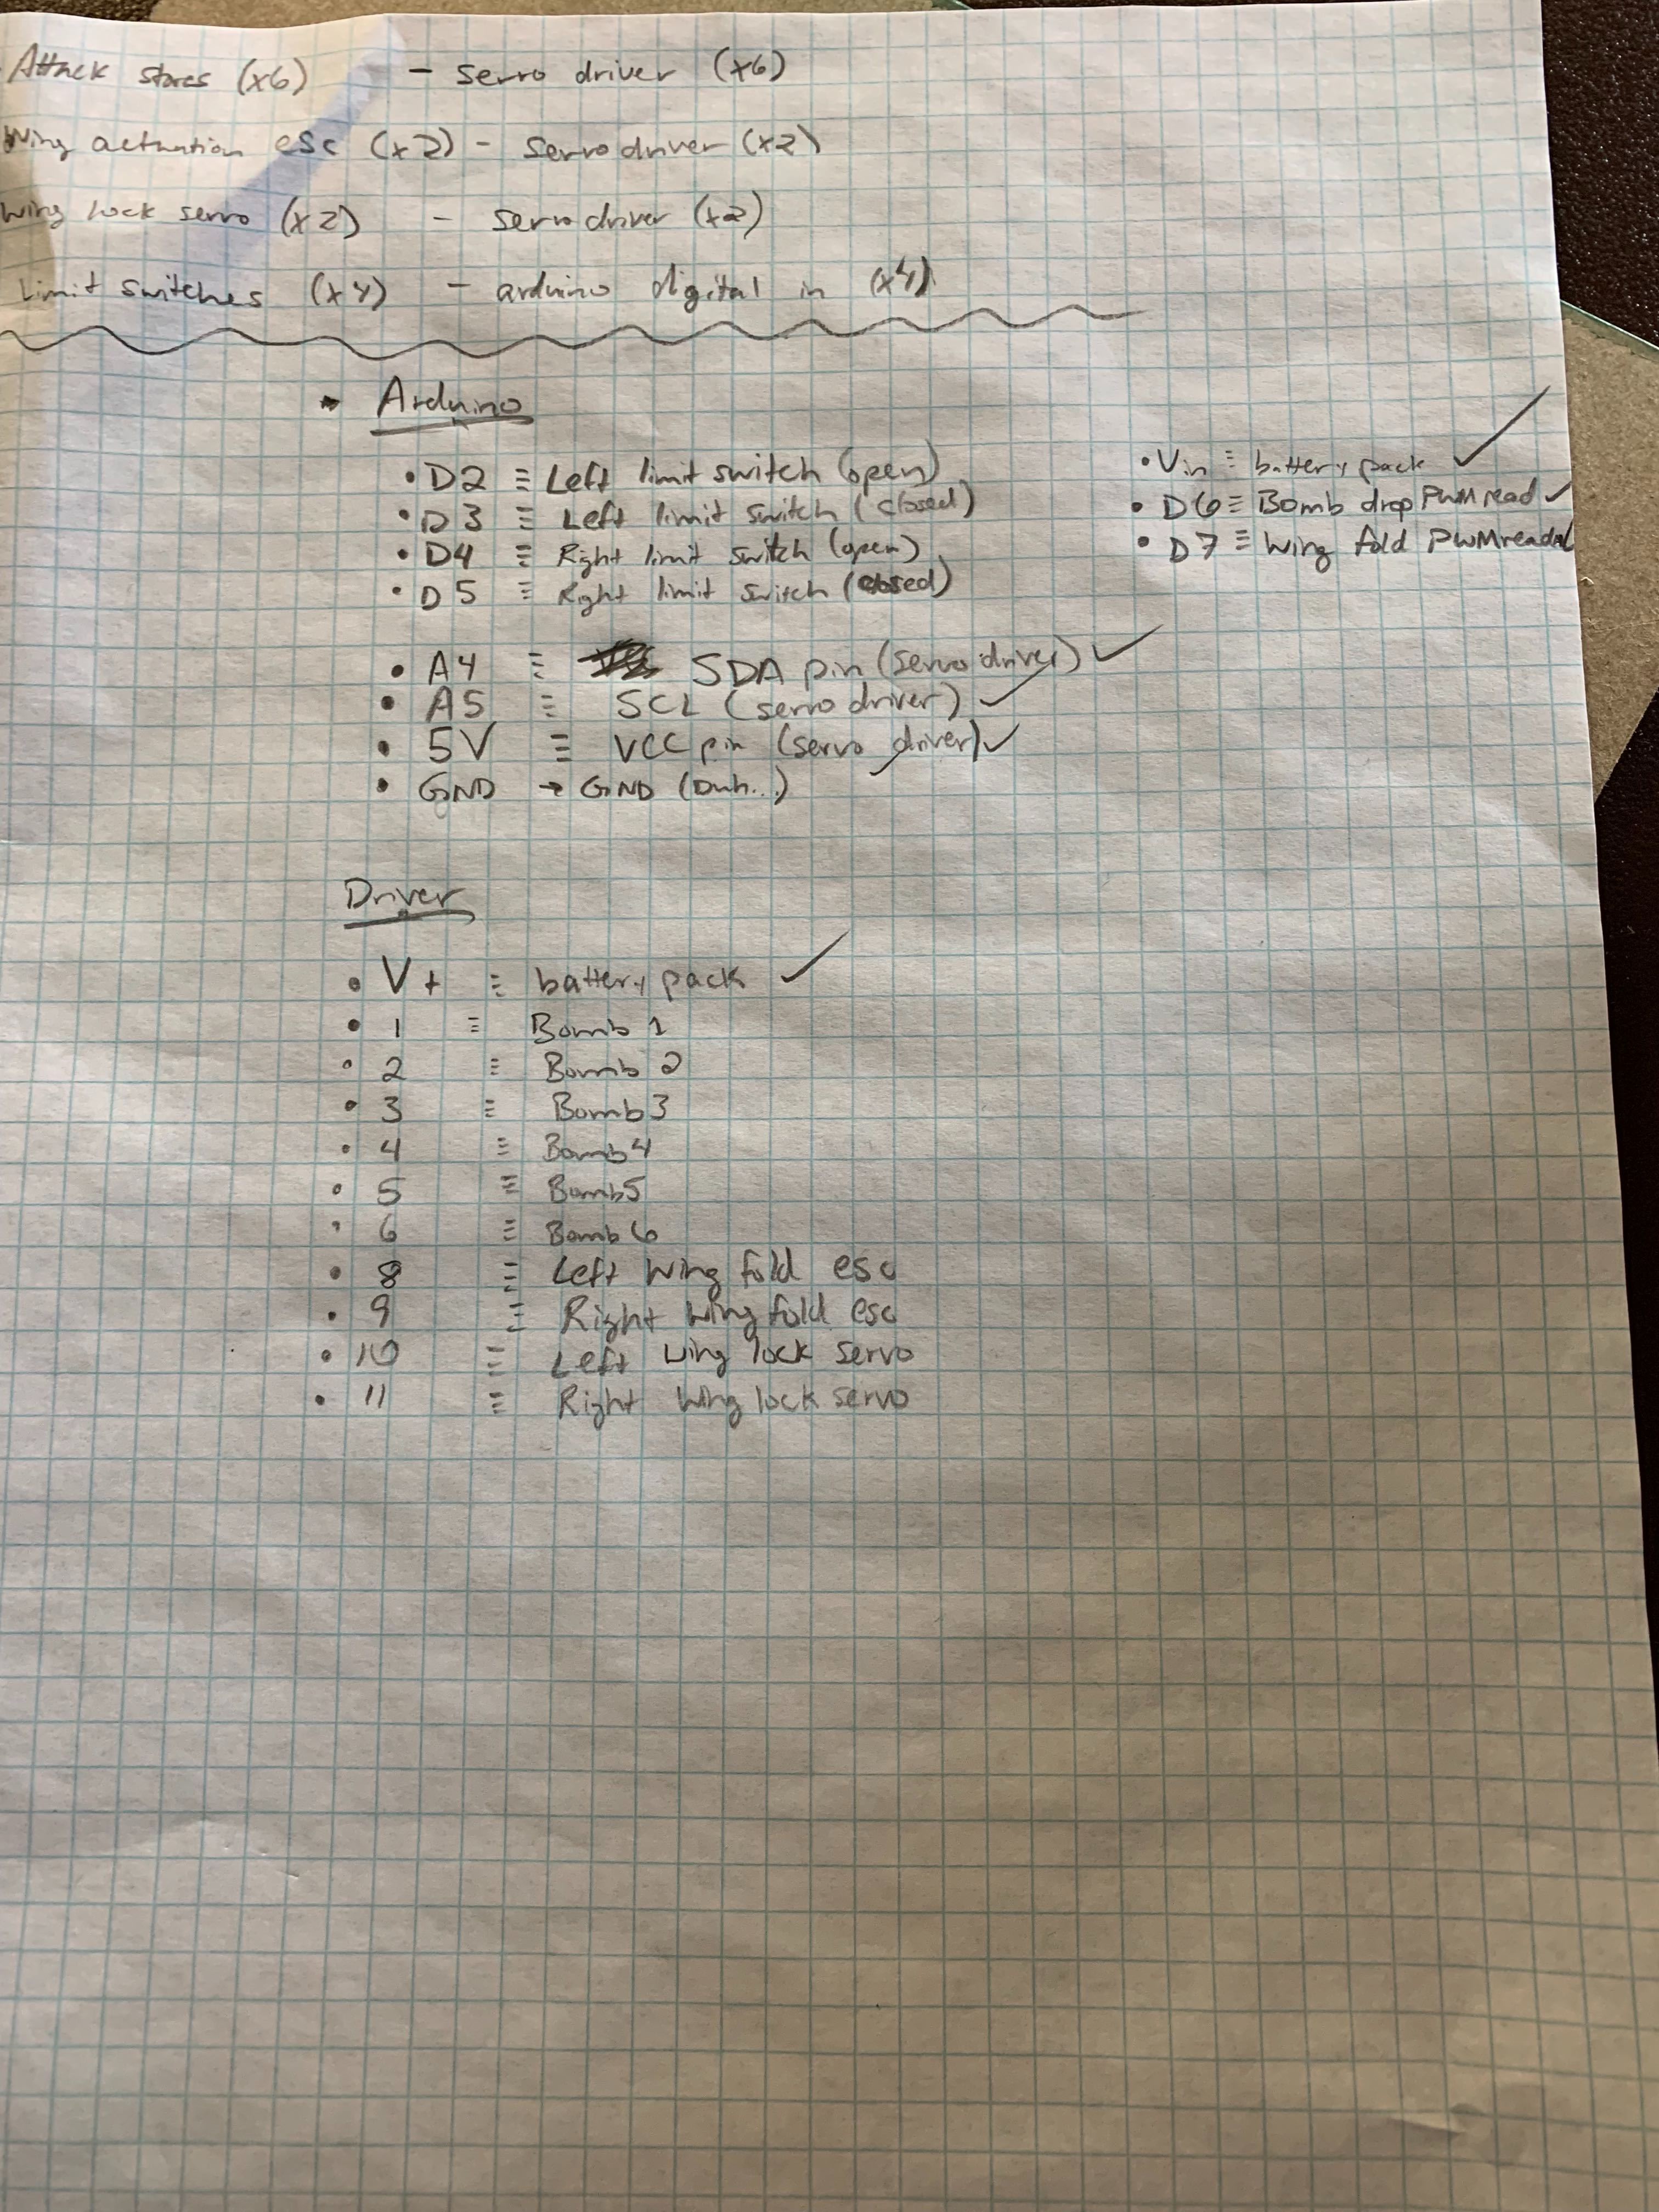 Attack stores (x6) - servo driver (x6)
Wing actuation esc (x2) - servo driver (x2)
Wing lock servo (x2) - servo driver (x2)
Limit switches (x4) - arduino digital in (x4)
• Arduino
• D2 ≡ Left limit switch (open)
• D3 ≡ Left limit switch (closed)
• D4 ≡ Right limit switch (open)
• D5 ≡ Right limit switch (closed)
• Vin ≡ battery pack ✓
• D6 ≡ Bomb drop PWM read ✓
• D7 ≡ Wing fold PWM read
• A4 ≡ SDA pin (servo driver) ✓
• A5 ≡ SCL (servo driver) ✓
• 5V ≡ VCC pin (servo driver) ✓
• GND → GND (Duh...) ✓
Driver
• V+ ≡ battery pack ✓
• 1 ≡ Bomb 1
• 2 ≡ Bomb 2
• 3 ≡ Bomb 3
• 4 ≡ Bomb 4
• 5 ≡ Bomb 5
• 6 ≡ Bomb 6
• 8 ≡ Left wing fold esc
• 9 ≡ Right wing fold esc
• 10 ≡ Left wing lock servo
• 11 ≡ Right wing lock servo